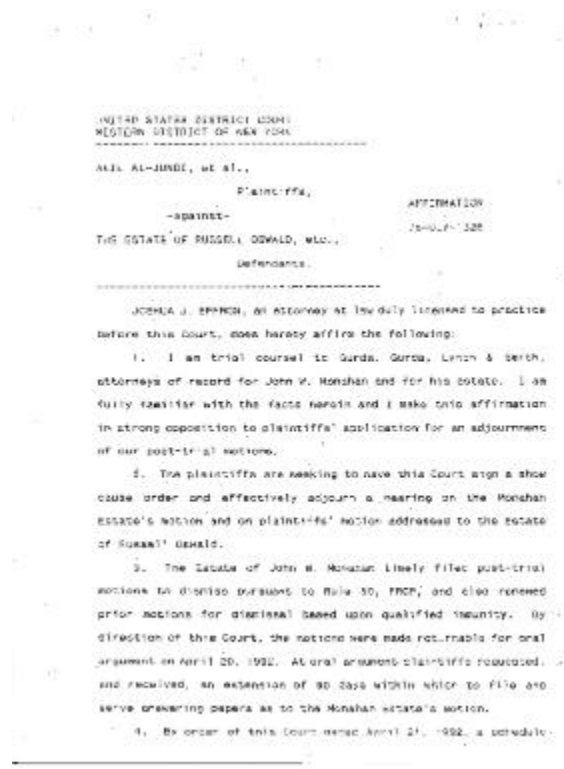 UNITED STATES DISTRICT COURT
WESTERN DISTRICT OF NEW YORK
AKIL AL-JUNDI, et al.,
Plaintiffs,
AFFIRMATION
-against-
THE ESTATE OF RUSSELL OSWALD, etc.,
Defendants.
JOSHUA J. EFFRON, an attorney at law duly licensed to practice
before this Court, does hereby affirm the following:
1. I am trial counsel to Gurda, Gurda, Lynch &
attorneys of record for John W. Monahan and for his estate. I am
fully familiar with the facts herein and I make this affirmation
in strong opposition to plaintiffs' application for an adjournment
of our post-trial motions.
2. The plaintiffs are seeking to have this Court sign a show
cause order and effectively adjourn a hearing on the Monahan
Estate's motion and on plaintiffs' motion addressed to the Estate
of Russell Oswald.
3. The Estate of John W. Monahan timely filed post-trial
motions to dismiss pursuant to Rule 50, FRCP, and also renewed
prior motions for dismissal based upon qualified immunity. By
direction of this Court, the motions were made returnable for oral
argument on April 20, 1992. At oral argument plaintiffs requested,
and received, an extension of days within which to file and
serve answering papers as to the Monahan Estate's motion.
4. By order of this Court dated April 1992, a schedule